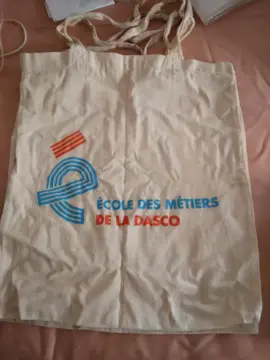 ÉCOLE DES MÉTIERS
DE LA DASCO